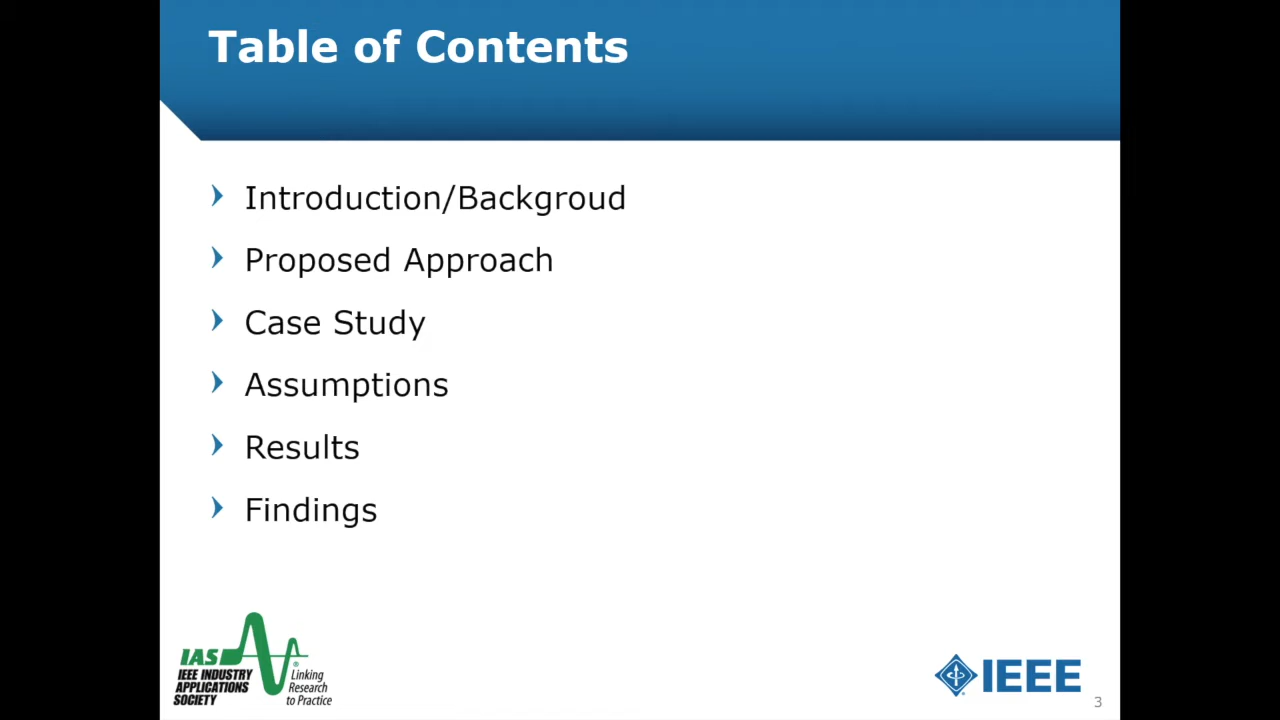 Table of Contents
Introduction/Backgroud
Proposed Approach
Case Study
Assumptions
Results
Findings
IAS
IEEE INDUSTRY
APPLICATIONS
SOCIETY
®
Linking
Research
to Practice
IEEE
3